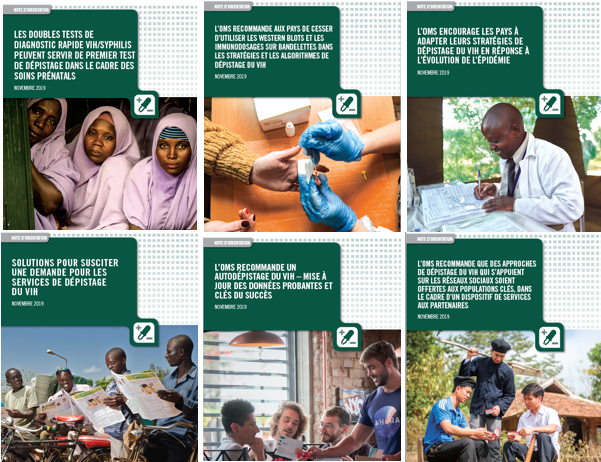 NOTE D'ORIENTATION
LES DOUBLES TESTS DE
DIAGNOSTIC RAPIDE VIH/SYPHILIS
PEUVENT SERVIR DE PREMIER TEST
DE DÉPISTAGE DANS LE CADRE DES
SOINS PRÉNATALS
NOVEMBRE 2019
NOTE D'ORIENTATION
L'OMS RECOMMANDE AUX PAYS DE CESSER
D'UTILISER LES WESTERN BLOTS ET LES
IMMUNODOSAGES SUR BANDELETTES DANS
LES STRATÉGIES ET LES ALGORITHMES DE
DÉPISTAGE DU VIH
NOVEMBRE 2019
NOTE D'ORIENTATION
L'OMS ENCOURAGE LES PAYS À
ADAPTER LEURS STRATÉGIES DE
DÉPISTAGE DU VIH EN RÉPONSE À
L'ÉVOLUTION DE L'ÉPIDÉMIE
NOVEMBRE 2019
NOTE D'ORIENTATION
SOLUTIONS POUR SUSCITER
UNE DEMANDE POUR LES
SERVICES DE DÉPISTAGE
DU VIH
NOVEMBRE 2019
NOTE D'ORIENTATION
L'OMS RECOMMANDE UN
AUTODÉPISTAGE DU VIH – MISE À
JOUR DES DONNÉES PROBANTES ET
CLÉS DU SUCCÈS
NOVEMBRE 2019
NOTE D'ORIENTATION
L'OMS RECOMMANDE QUE DES APPROCHES
DE DÉPISTAGE DU VIH QUI S'APPUIENT
SUR LES RÉSEAUX SOCIAUX SOIENT
OFFERTES AUX POPULATIONS CLÉS, DANS
LE CADRE D'UN DISPOSITIF DE SERVICES
AUX PARTENAIRES
NOVEMBRE 2019